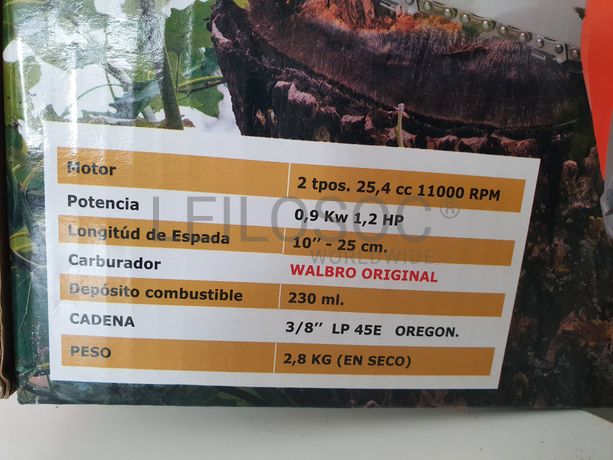 Motor 2 tpos. 25,4 cc 11000 RPM
Potencia 0,9 Kw 1,2 HP
LEILOSOC®
Longitúd de Espada 10’’ - 25 cm.
WORLDWIDE
Carburador WALBRO ORIGINAL
Depósito combustible 230 ml.
CADENA 3/8’’ LP 45E OREGON.
PESO 2,8 KG (EN SECO)